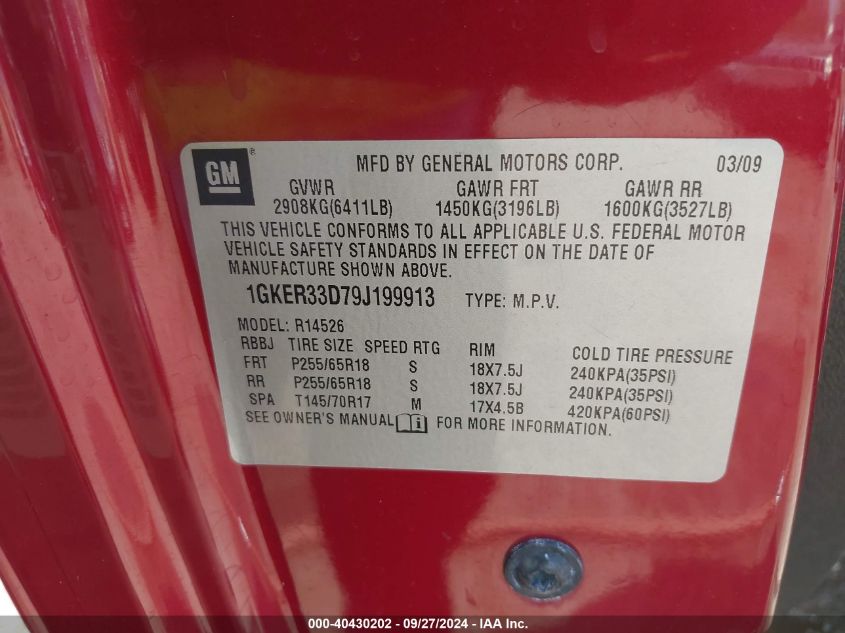 GM ® MFD BY GENERAL MOTORS CORP. 03/09
GVWR GAWR FRT GAWR RR
2908KG(6411LB) 1450KG(3196LB) 1600KG(3527LB)
THIS VEHICLE CONFORMS TO ALL APPLICABLE U.S. FEDERAL MOTOR
VEHICLE SAFETY STANDARDS IN EFFECT ON THE DATE OF
MANUFACTURE SHOWN ABOVE.
1GKER33D79J199913 TYPE: M.P.V.
MODEL: R14526
RBBJ TIRE SIZE SPEED RTG RIM COLD TIRE PRESSURE
FRT P255/65R18 S 18X7.5J 240KPA(35PSI)
RR P255/65R18 S 18X7.5J 240KPA(35PSI)
SPA T145/70R17 M 17X4.5B 420KPA(60PSI)
SEE OWNER'S MANUAL i FOR MORE INFORMATION.
000-40430202 - 09/27/2024 - IAA Inc.